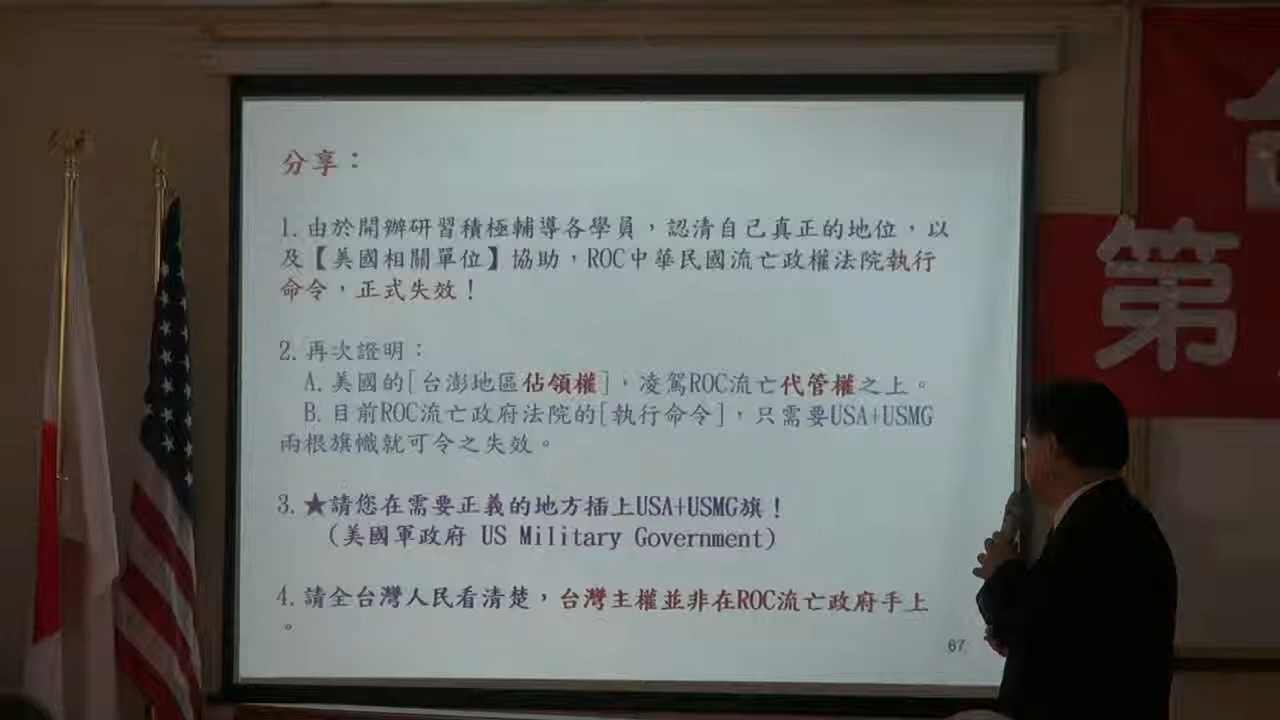 分享：
1. 由於開辦研習積極輔導各學員，認清自己真正的地位，以
及【美國相關單位】協助，ROC中華民國流亡政權法院執行
命令，正式失效！
2. 再次證明：
A. 美國的[台澎地區佔領權]，凌駕ROC流亡代管權之上。
B. 目前ROC流亡政府法院的[執行命令]，只需要USA+USMG
兩根旗幟就可令之失效。
3. ★請您在需要正義的地方插上USA+USMG旗！
(美國軍政府 US Military Government)
4. 請全台灣人民看清楚，台灣主權並非在ROC流亡政府手上
。
67
第